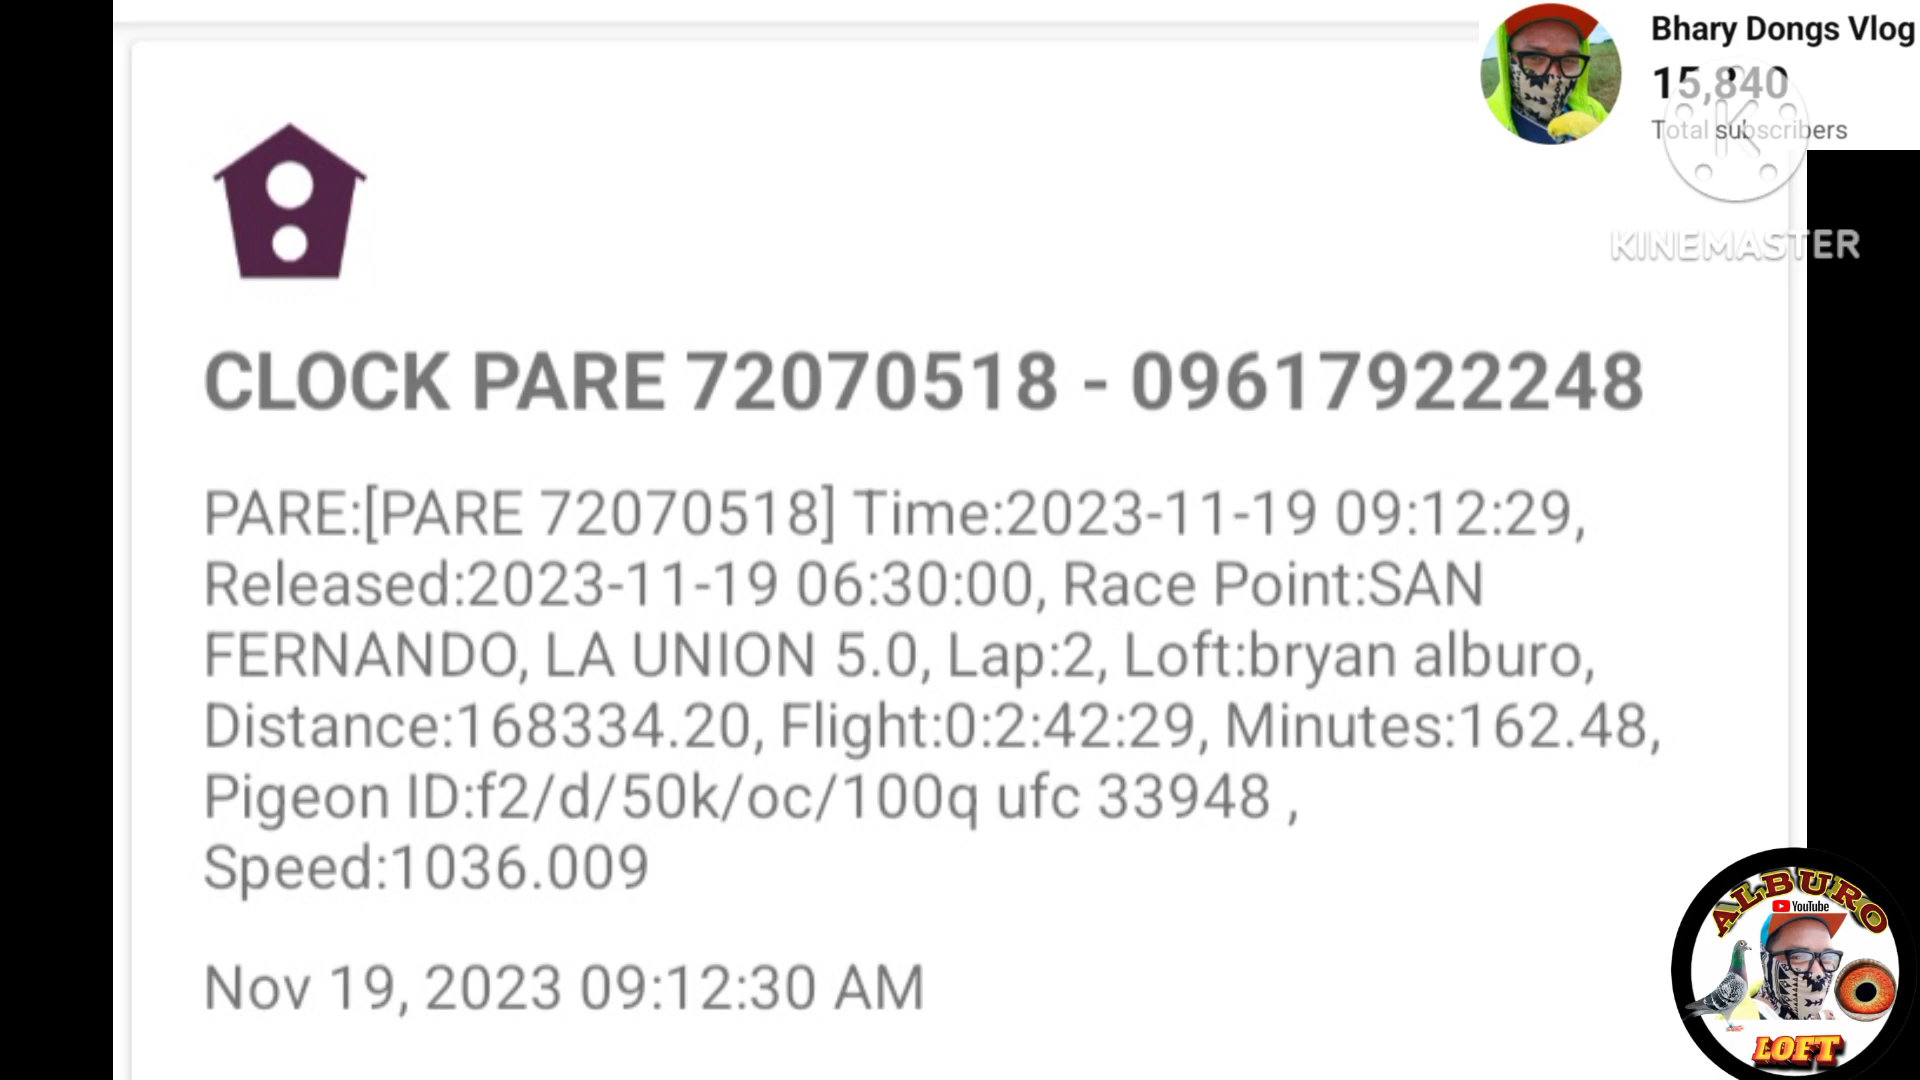 Bhary Dongs Vlog
15,840
Total subscribers
KINEMASTER
CLOCK PARE 72070518 - 09617922248
PARE:[PARE 72070518] Time:2023-11-19 09:12:29,
Released:2023-11-19 06:30:00, Race Point:SAN
FERNANDO, LA UNION 5.0, Lap:2, Loft:bryan alburo,
Distance:168334.20, Flight:0:2:42:29, Minutes:162.48,
Pigeon ID:f2/d/50k/oc/100q ufc 33948 ,
Speed:1036.009
Nov 19, 2023 09:12:30 AM
ALBURO
YouTube
LOFT